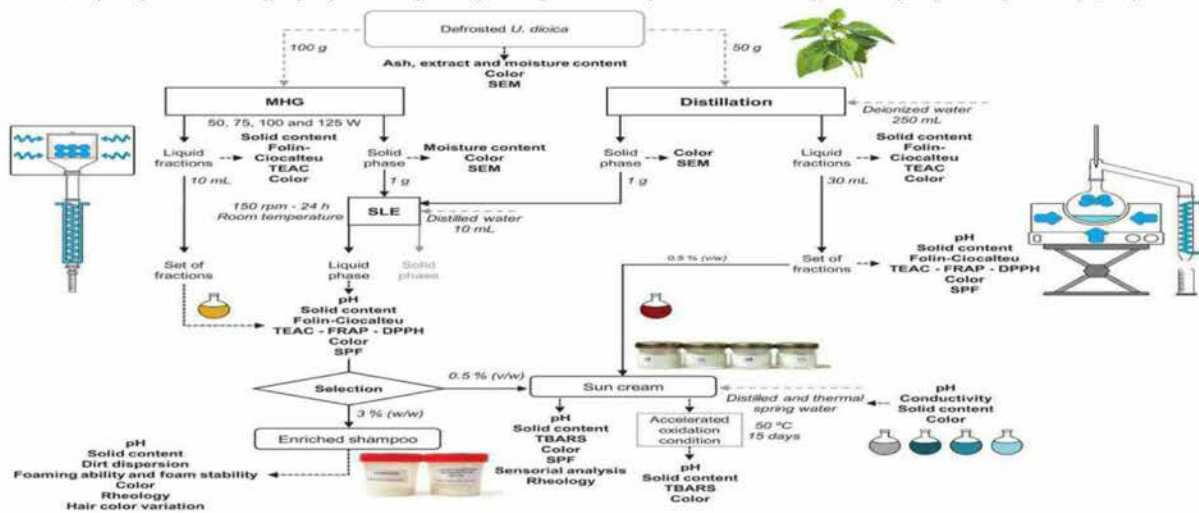 Defrosted U. dioica
100 g
50 g
Ash, extract and moisture content
Color
SEM
MHG
Distillation
Deionized water
250 mL
50, 75, 100 and 125 W
Liquid
fractions
Solid content
Folin-
Ciocalteu
TEAC
Color
Solid
phase
Moisture content
Color
SEM
Solid
phase
Color
SEM
Liquid
fractions
Solid content
Folin-
Ciocalteu
TEAC
Color
10 mL
1 g
1 g
30 mL
150 rpm - 24 h
Room temperature
SLE
Distilled water
10 mL
Set of
fractions
Liquid
phase
Solid
phase
0.5 % (v/w)
Set of
fractions
pH
Solid content
Folin-Ciocalteu
TEAC - FRAP - DPPH
Color
SPF
pH
Solid content
Folin-Ciocalteu
TEAC - FRAP - DPPH
Color
SPF
Selection
0.5 % (v/w)
Sun cream
Distilled and thermal
spring water
pH
Conductivity
Solid content
Color
3 % (w/w)
Enriched shampoo
pH
Solid content
Dirt dispersion
Foaming ability and foam stability
Color
Rheology
Hair color variation
pH
Solid content
TBARS
Color
SPF
Sensorial analysis
Rheology
Accelerated
oxidation
condition
50 ºC
15 days
pH
Solid content
TBARS
Color